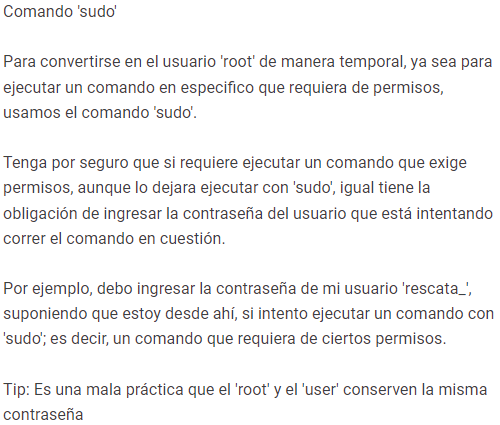 Comando 'sudo'
Para convertirse en el usuario 'root' de manera temporal, ya sea para
ejecutar un comando en especifico que requiera de permisos,
usamos el comando 'sudo'.
Tenga por seguro que si requiere ejecutar un comando que exige
permisos, aunque lo dejara ejecutar con 'sudo', igual tiene la
obligación de ingresar la contraseña del usuario que está intentando
correr el comando en cuestión.
Por ejemplo, debo ingresar la contraseña de mi usuario 'rescata_',
suponiendo que estoy desde ahí, si intento ejecutar un comando con
'sudo'; es decir, un comando que requiera de ciertos permisos.
Tip: Es una mala práctica que el 'root' y el 'user' conserven la misma
contraseña